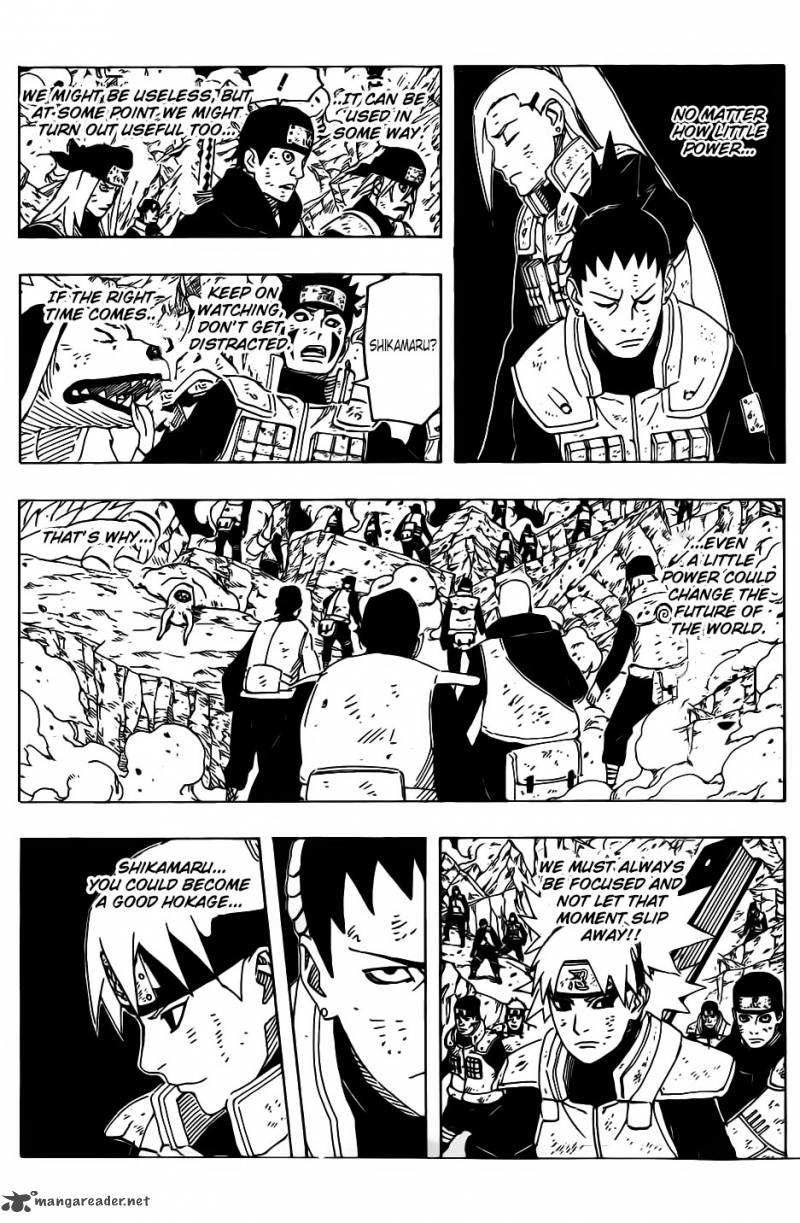 NO MATTER
HOW LITTLE
POWER...
..IT CAN BE
USED IN
SOME WAY.
!
WE MIGHT BE USELESS, BUT
AT SOME POINT WE MIGHT
TURN OUT USEFUL TOO...
SHIKAMARU?
KEEP ON
WATCHING,
DON'T GET
DISTRACTED.
IF THE RIGHT
TIME COMES..
...EVEN
A LITTLE
POWER COULD
CHANGE THE
FUTURE OF
THE WORLD.
THAT'S WHY...
WE MUST ALWAYS
BE FOCUSED AND
NOT LET THAT
MOMENT SLIP
AWAY!!
忍
SHIKAMARU...
YOU COULD BECOME
A GOOD HOKAGE...
mangareader.net